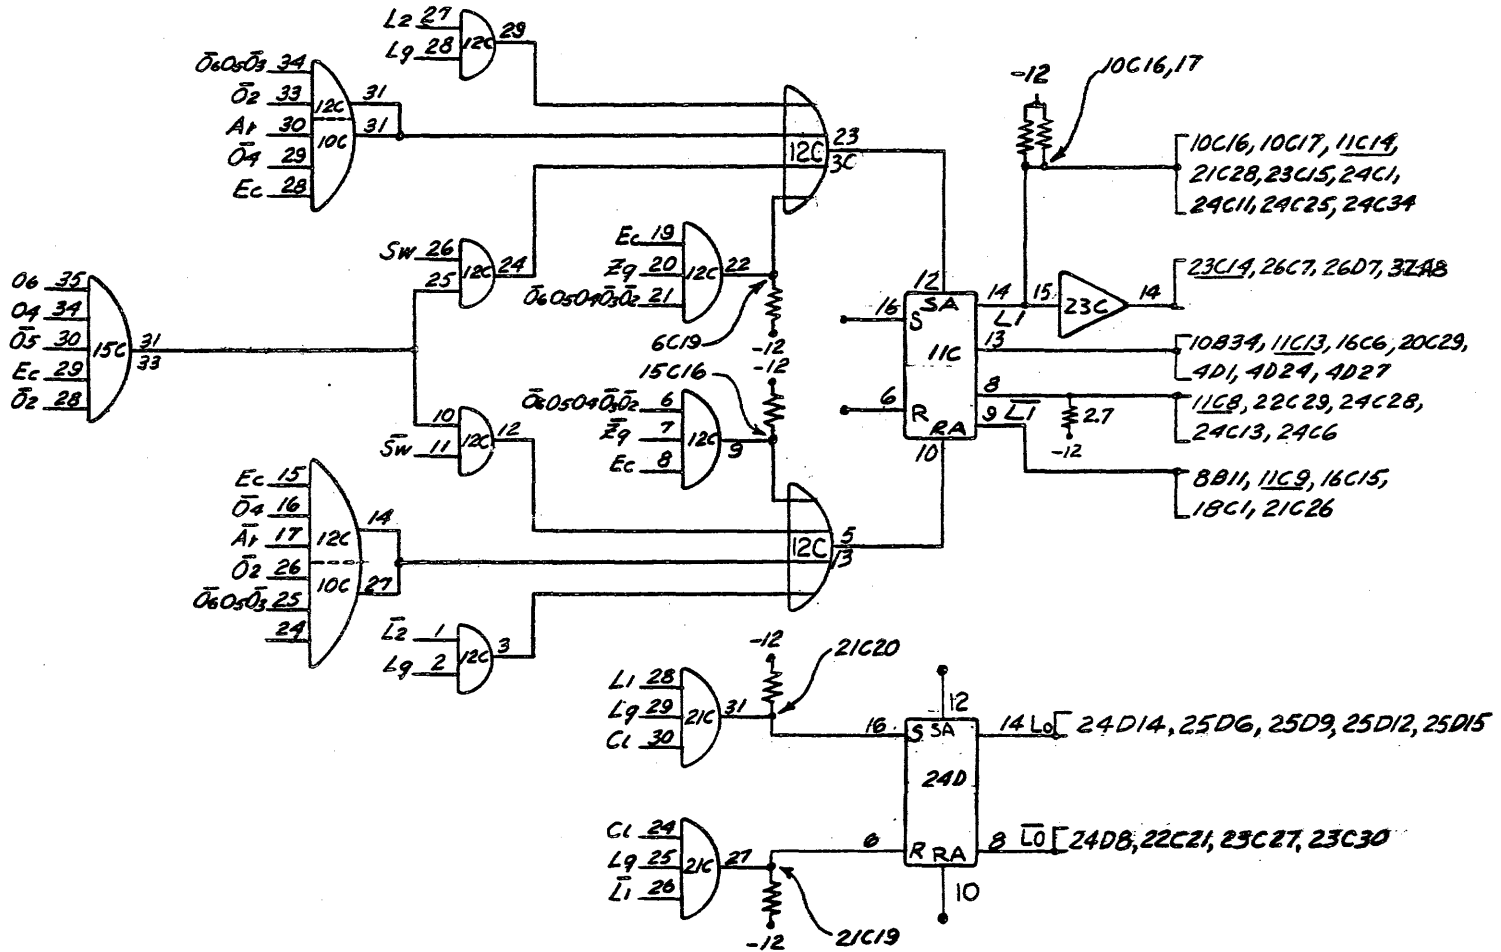 L2 27
Lg 28
12C
29
Ō6O5Ō3 34
Ō2 33
Ar 30
Ō4 29
Ec 28
12C
10C
31
31
12C
23
3C
-12
10C16,17
10C16, 10C17, 11C14,
21C28, 23C15, 24C1,
24C11, 24C25, 24C34
Sw 26
25
12C
24
Ec 19
Zg 20
Ō6O5O4Ō3Ō2 21
12C
22
6C19
-12
O6 35
O4 34
Ō5 30
Ec 29
Ō2 28
15C
31
33
12
SA
16
S
11C
6
R
RA
10
14
L1
15
23C
14
23C14, 26C7, 26D7, 32A8
13
10B34, 11C13, 16C6, 20C29,
4D1, 4D24, 4D27
8
9
L̄1
2.7
-12
11C8, 22C29, 24C28,
24C13, 24C6
8B11, 11C9, 16C15,
18C1, 21C26
-12
15C16
Ō6O5O4Ō3Ō2 6
Z̄g 7
Ec 8
12C
9
10
S̄w 11
12C
12
Ec 15
Ō4 16
Ār 17
Ō2 26
Ō6O5Ō3 25
24
12C
10C
14
27
12C
5
13
L̄2 1
Lg 2
12C
3
-12
21C20
L1 28
Lg 29
Cl 30
21C
31
12
16
S SA
24D
14 L0
24D14, 25D6, 25D9, 25D12, 25D15
Cl 24
Lg 25
L̄1 26
21C
27
6
R RA
8 L̄0
24D8, 22C21, 23C27, 23C30
10
-12
21C19